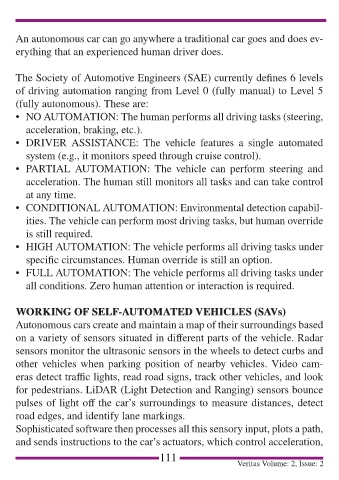 An autonomous car can go anywhere a traditional car goes and does ev-
erything that an experienced human driver does.
The Society of Automotive Engineers (SAE) currently defines 6 levels
of driving automation ranging from Level 0 (fully manual) to Level 5
(fully autonomous). These are:
• NO AUTOMATION: The human performs all driving tasks (steering,
acceleration, braking, etc.).
• DRIVER ASSISTANCE: The vehicle features a single automated
system (e.g., it monitors speed through cruise control).
• PARTIAL AUTOMATION: The vehicle can perform steering and
acceleration. The human still monitors all tasks and can take control
at any time.
• CONDITIONAL AUTOMATION: Environmental detection capabil-
ities. The vehicle can perform most driving tasks, but human override
is still required.
• HIGH AUTOMATION: The vehicle performs all driving tasks under
specific circumstances. Human override is still an option.
• FULL AUTOMATION: The vehicle performs all driving tasks under
all conditions. Zero human attention or interaction is required.
WORKING OF SELF-AUTOMATED VEHICLES (SAVs)
Autonomous cars create and maintain a map of their surroundings based
on a variety of sensors situated in different parts of the vehicle. Radar
sensors monitor the ultrasonic sensors in the wheels to detect curbs and
other vehicles when parking position of nearby vehicles. Video cam-
eras detect traffic lights, read road signs, track other vehicles, and look
for pedestrians. LiDAR (Light Detection and Ranging) sensors bounce
pulses of light off the car's surroundings to measure distances, detect
road edges, and identify lane markings.
Sophisticated software then processes all this sensory input, plots a path,
and sends instructions to the car's actuators, which control acceleration,
111
Veritas Volume: 2, Issue: 2